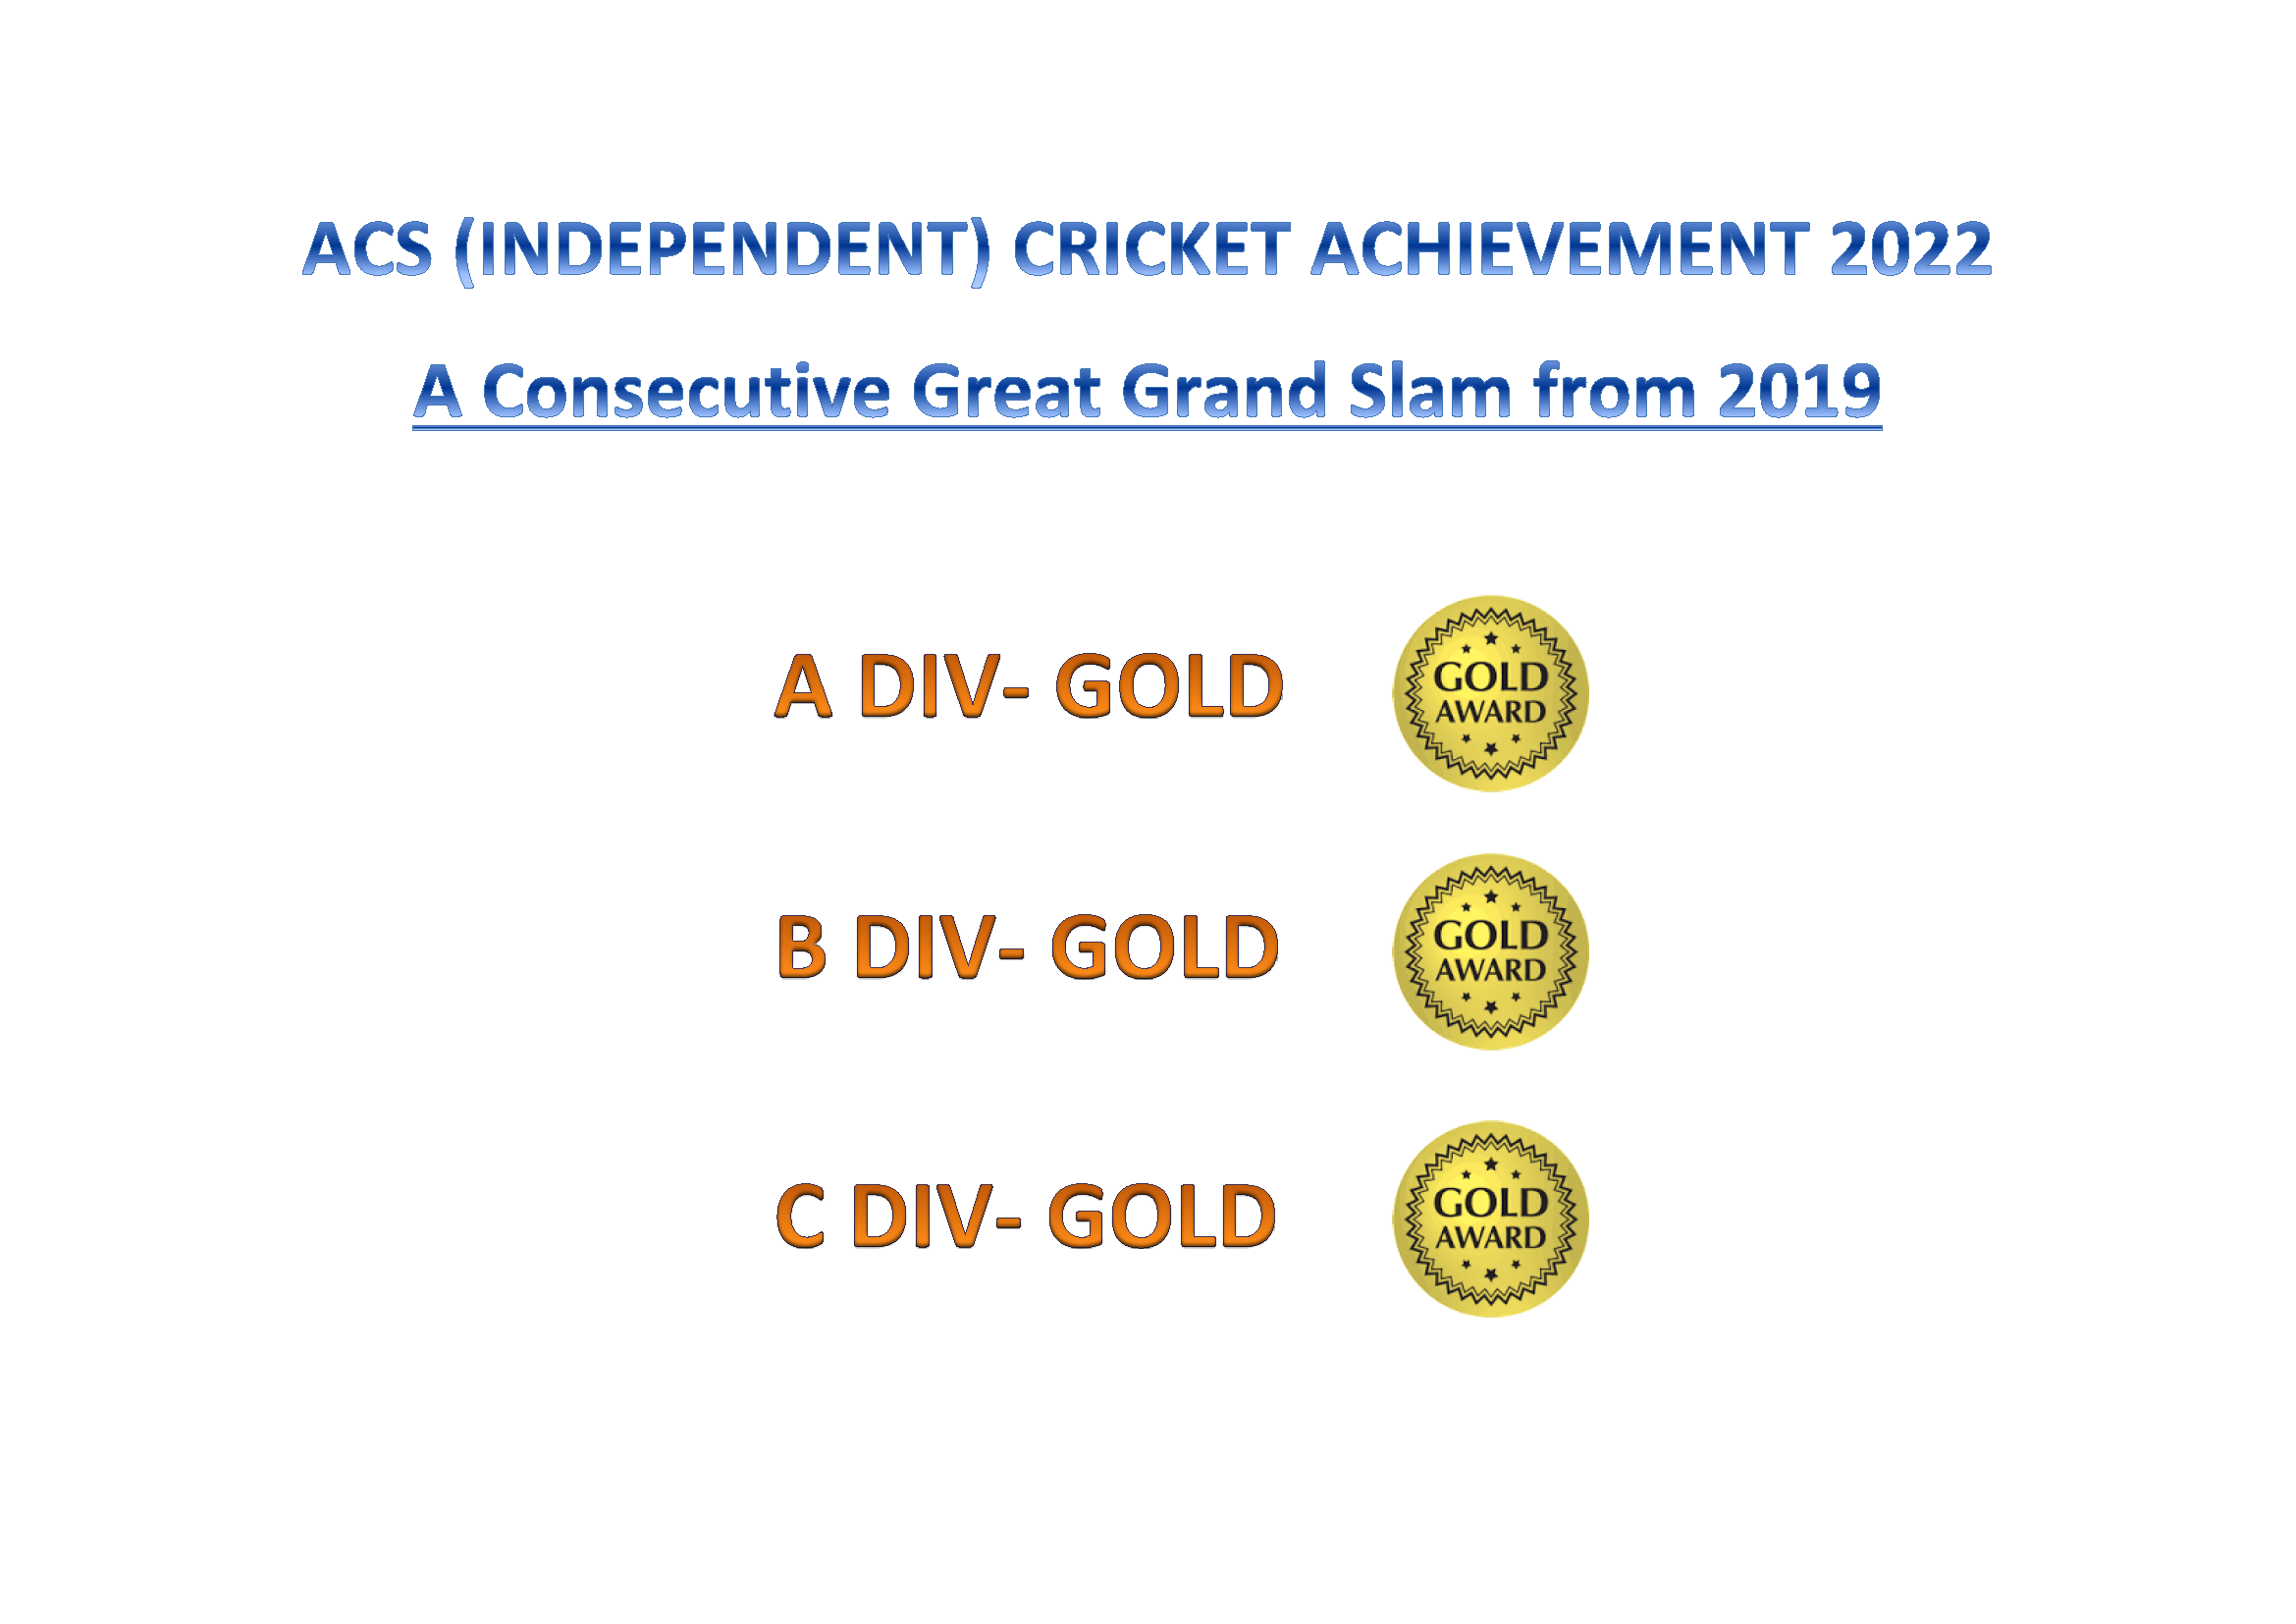 ACS (INDEPENDENT) CRICKET ACHIEVEMENT 2022
A Consecutive Great Grand Slam from 2019
A DIV- GOLD
GOLD
AWARD
B DIV- GOLD
GOLD
AWARD
C DIV- GOLD
GOLD
AWARD